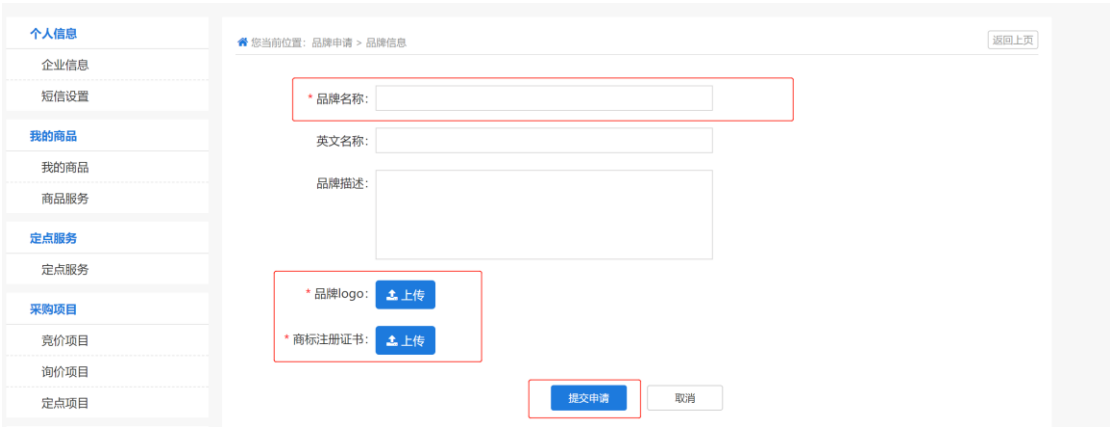 个人信息
企业信息
短信设置
我的商品
我的商品
商品服务
定点服务
定点服务
采购项目
竞价项目
询价项目
定点项目
您当前位置：品牌申请 > 品牌信息
返回上页
* 品牌名称：
英文名称：
品牌描述：
* 品牌logo： 上传
* 商标注册证书： 上传
提交申请 取消